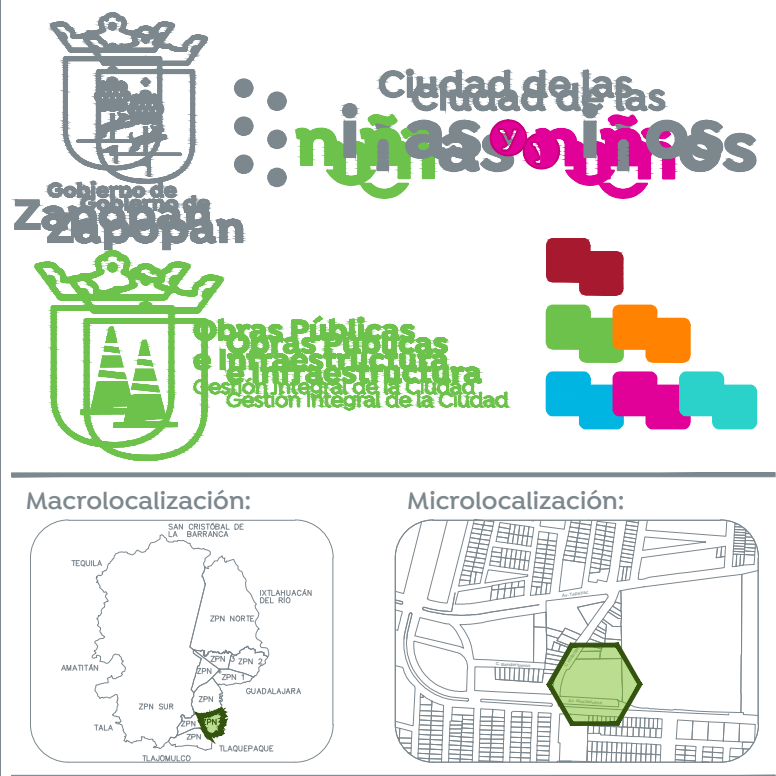 Ciudad de las
niñas y niños
Gobierno de
Zapopan
Obras Públicas
e Infraestructura
Gestión Integral de la Ciudad
Macrolocalización:
Microlocalización:
SAN CRISTÓBAL DE
LA BARRANCA
TEQUILA
IXTLAHUACÁN
DEL RÍO
ZPN NORTE
ZPN 3
ZPN 2
AMATITÁN
ZPN
ZPN 1
GUADALAJARA
ZPN
ZPN SUR
ZPN
TALA
ZPN
TLAQUEPAQUE
TLAJOMULCO